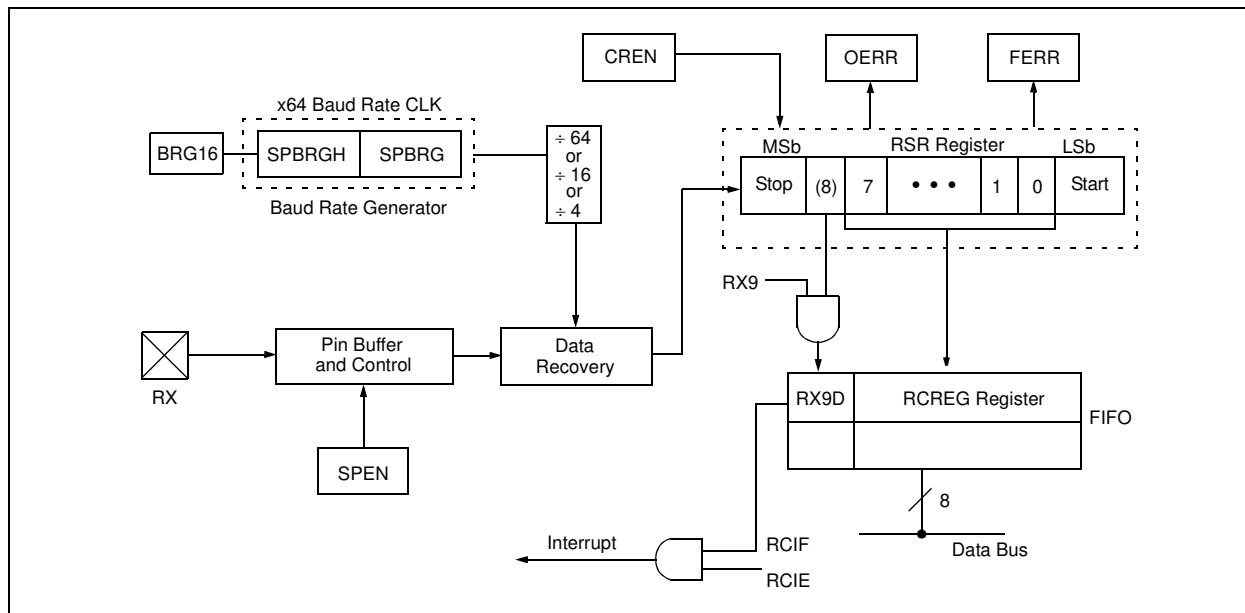 CREN
OERR
FERR
x64 Baud Rate CLK
BRG16
SPBRGH
SPBRG
Baud Rate Generator
÷ 64
or
÷ 16
or
÷ 4
MSb
RSR Register
LSb
Stop
(8)
7
• • •
1
0
Start
RX9
RX
Pin Buffer
and Control
Data
Recovery
SPEN
RX9D
RCREG Register
FIFO
8
Data Bus
Interrupt
RCIF
RCIE